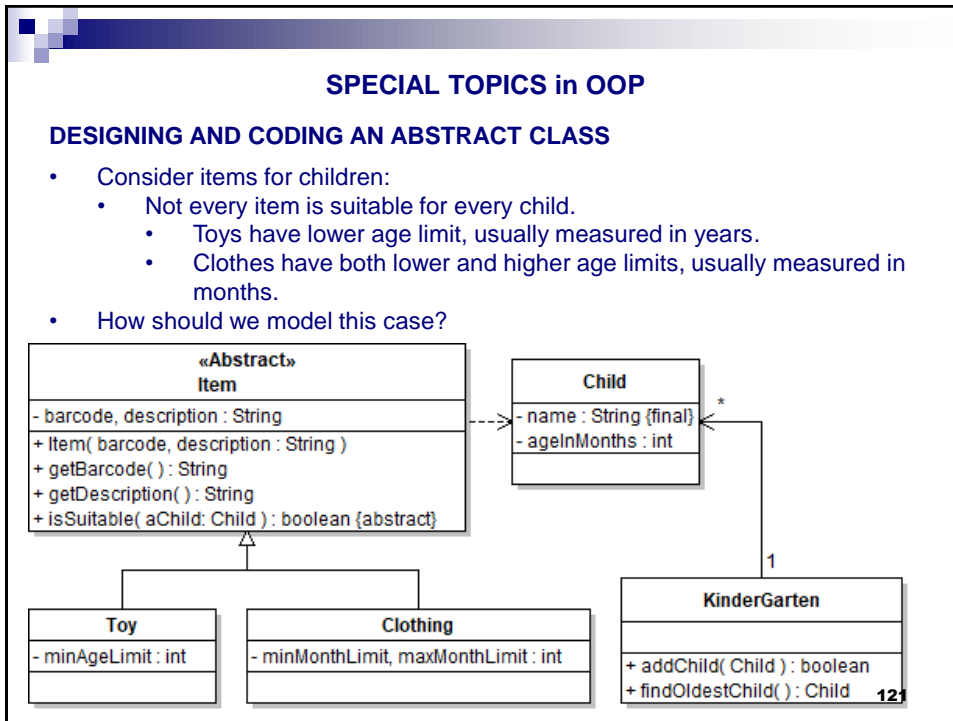 SPECIAL TOPICS in OOP
DESIGNING AND CODING AN ABSTRACT CLASS
• Consider items for children:
• Not every item is suitable for every child.
• Toys have lower age limit, usually measured in years.
• Clothes have both lower and higher age limits, usually measured in
months.
• How should we model this case?
«Abstract»
Item
- barcode, description : String
+ Item( barcode, description : String )
+ getBarcode( ) : String
+ getDescription( ) : String
+ isSuitable( aChild: Child ) : boolean {abstract}
Child
- name : String {final}
- ageInMonths : int
*
1
Toy
- minAgeLimit : int
Clothing
- minMonthLimit, maxMonthLimit : int
KinderGarten
+ addChild( Child ) : boolean
+ findOldestChild( ) : Child
121